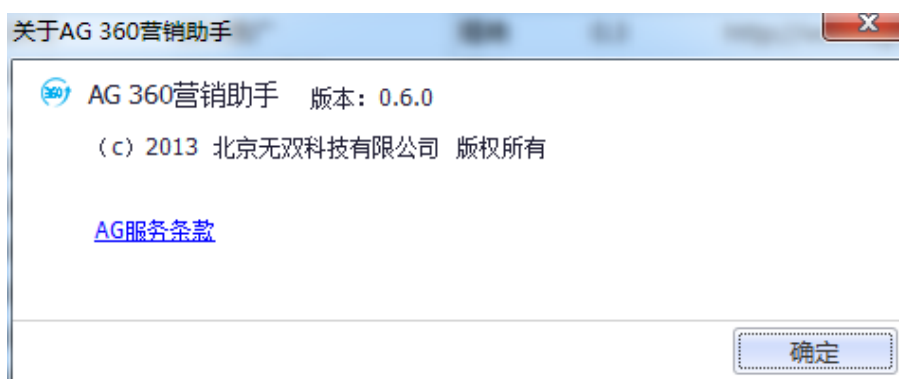 关于AG 360营销助手
AG 360营销助手 版本：0.6.0
（c）2013 北京无双科技有限公司 版权所有
AG服务条款
确定